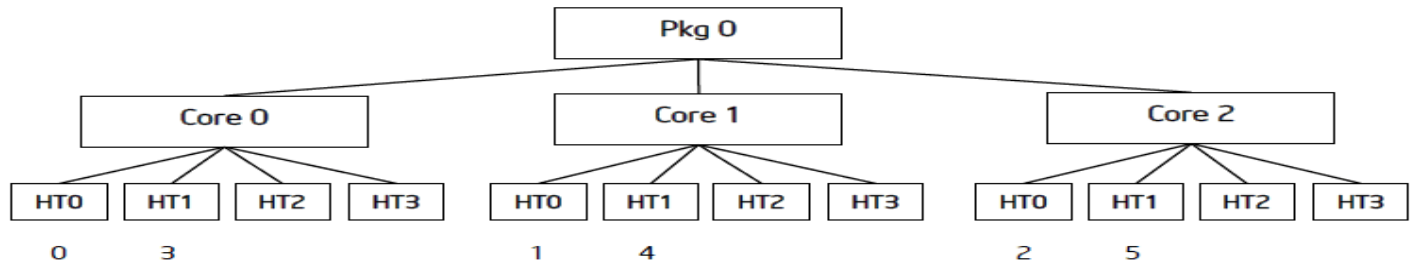 Pkg 0
Core 0 Core 1 Core 2
HT0 HT1 HT2 HT3 HT0 HT1 HT2 HT3 HT0 HT1 HT2 HT3
0 3 1 4 2 5